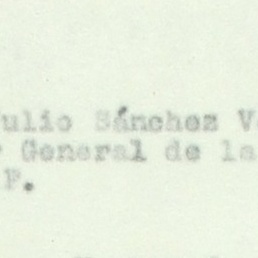 ulio Sánchez V
General de la
P.